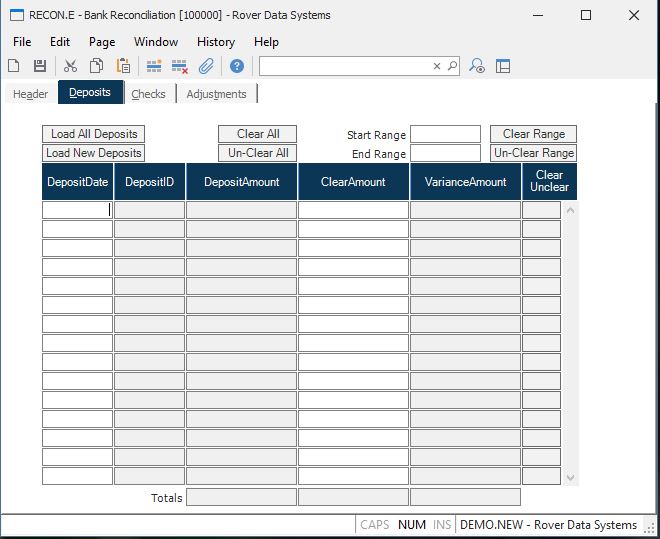 RECON.E - Bank Reconciliation [100000] - Rover Data Systems
File Edit Page Window History Help
Header Deposits Checks Adjustments
Load All Deposits Clear All Start Range Clear Range
Load New Deposits Un-Clear All End Range Un-Clear Range
DepositDate DepositID DepositAmount ClearAmount VarianceAmount Clear
Unclear
Totals
CAPS NUM INS DEMO.NEW - Rover Data Systems